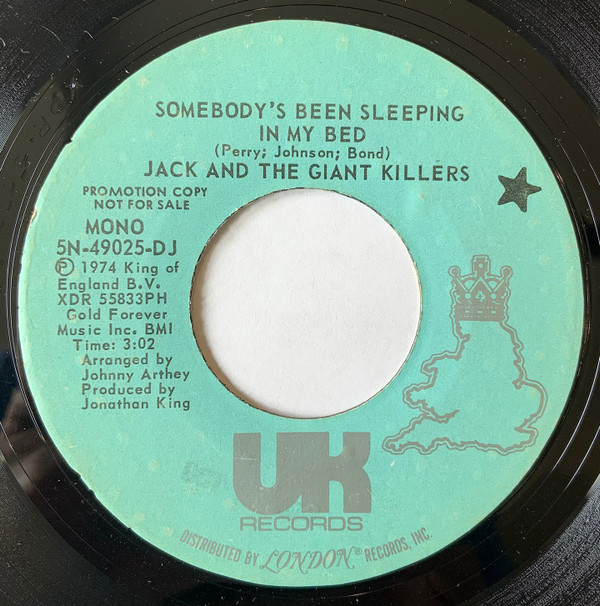 SOMEBODY'S BEEN SLEEPING
IN MY BED
(Perry; Johnson; Bond)
JACK AND THE GIANT KILLERS
PROMOTION COPY
NOT FOR SALE
MONO
5N-49025-DJ
Ⓟ 1974 King of
England B.V.
XDR 55833PH
Gold Forever
Music Inc. BMI
Time: 3:02
Arranged by
Johnny Arthey
Produced by
Jonathan King
UK
RECORDS
DISTRIBUTED BY LONDON® RECORDS, INC.